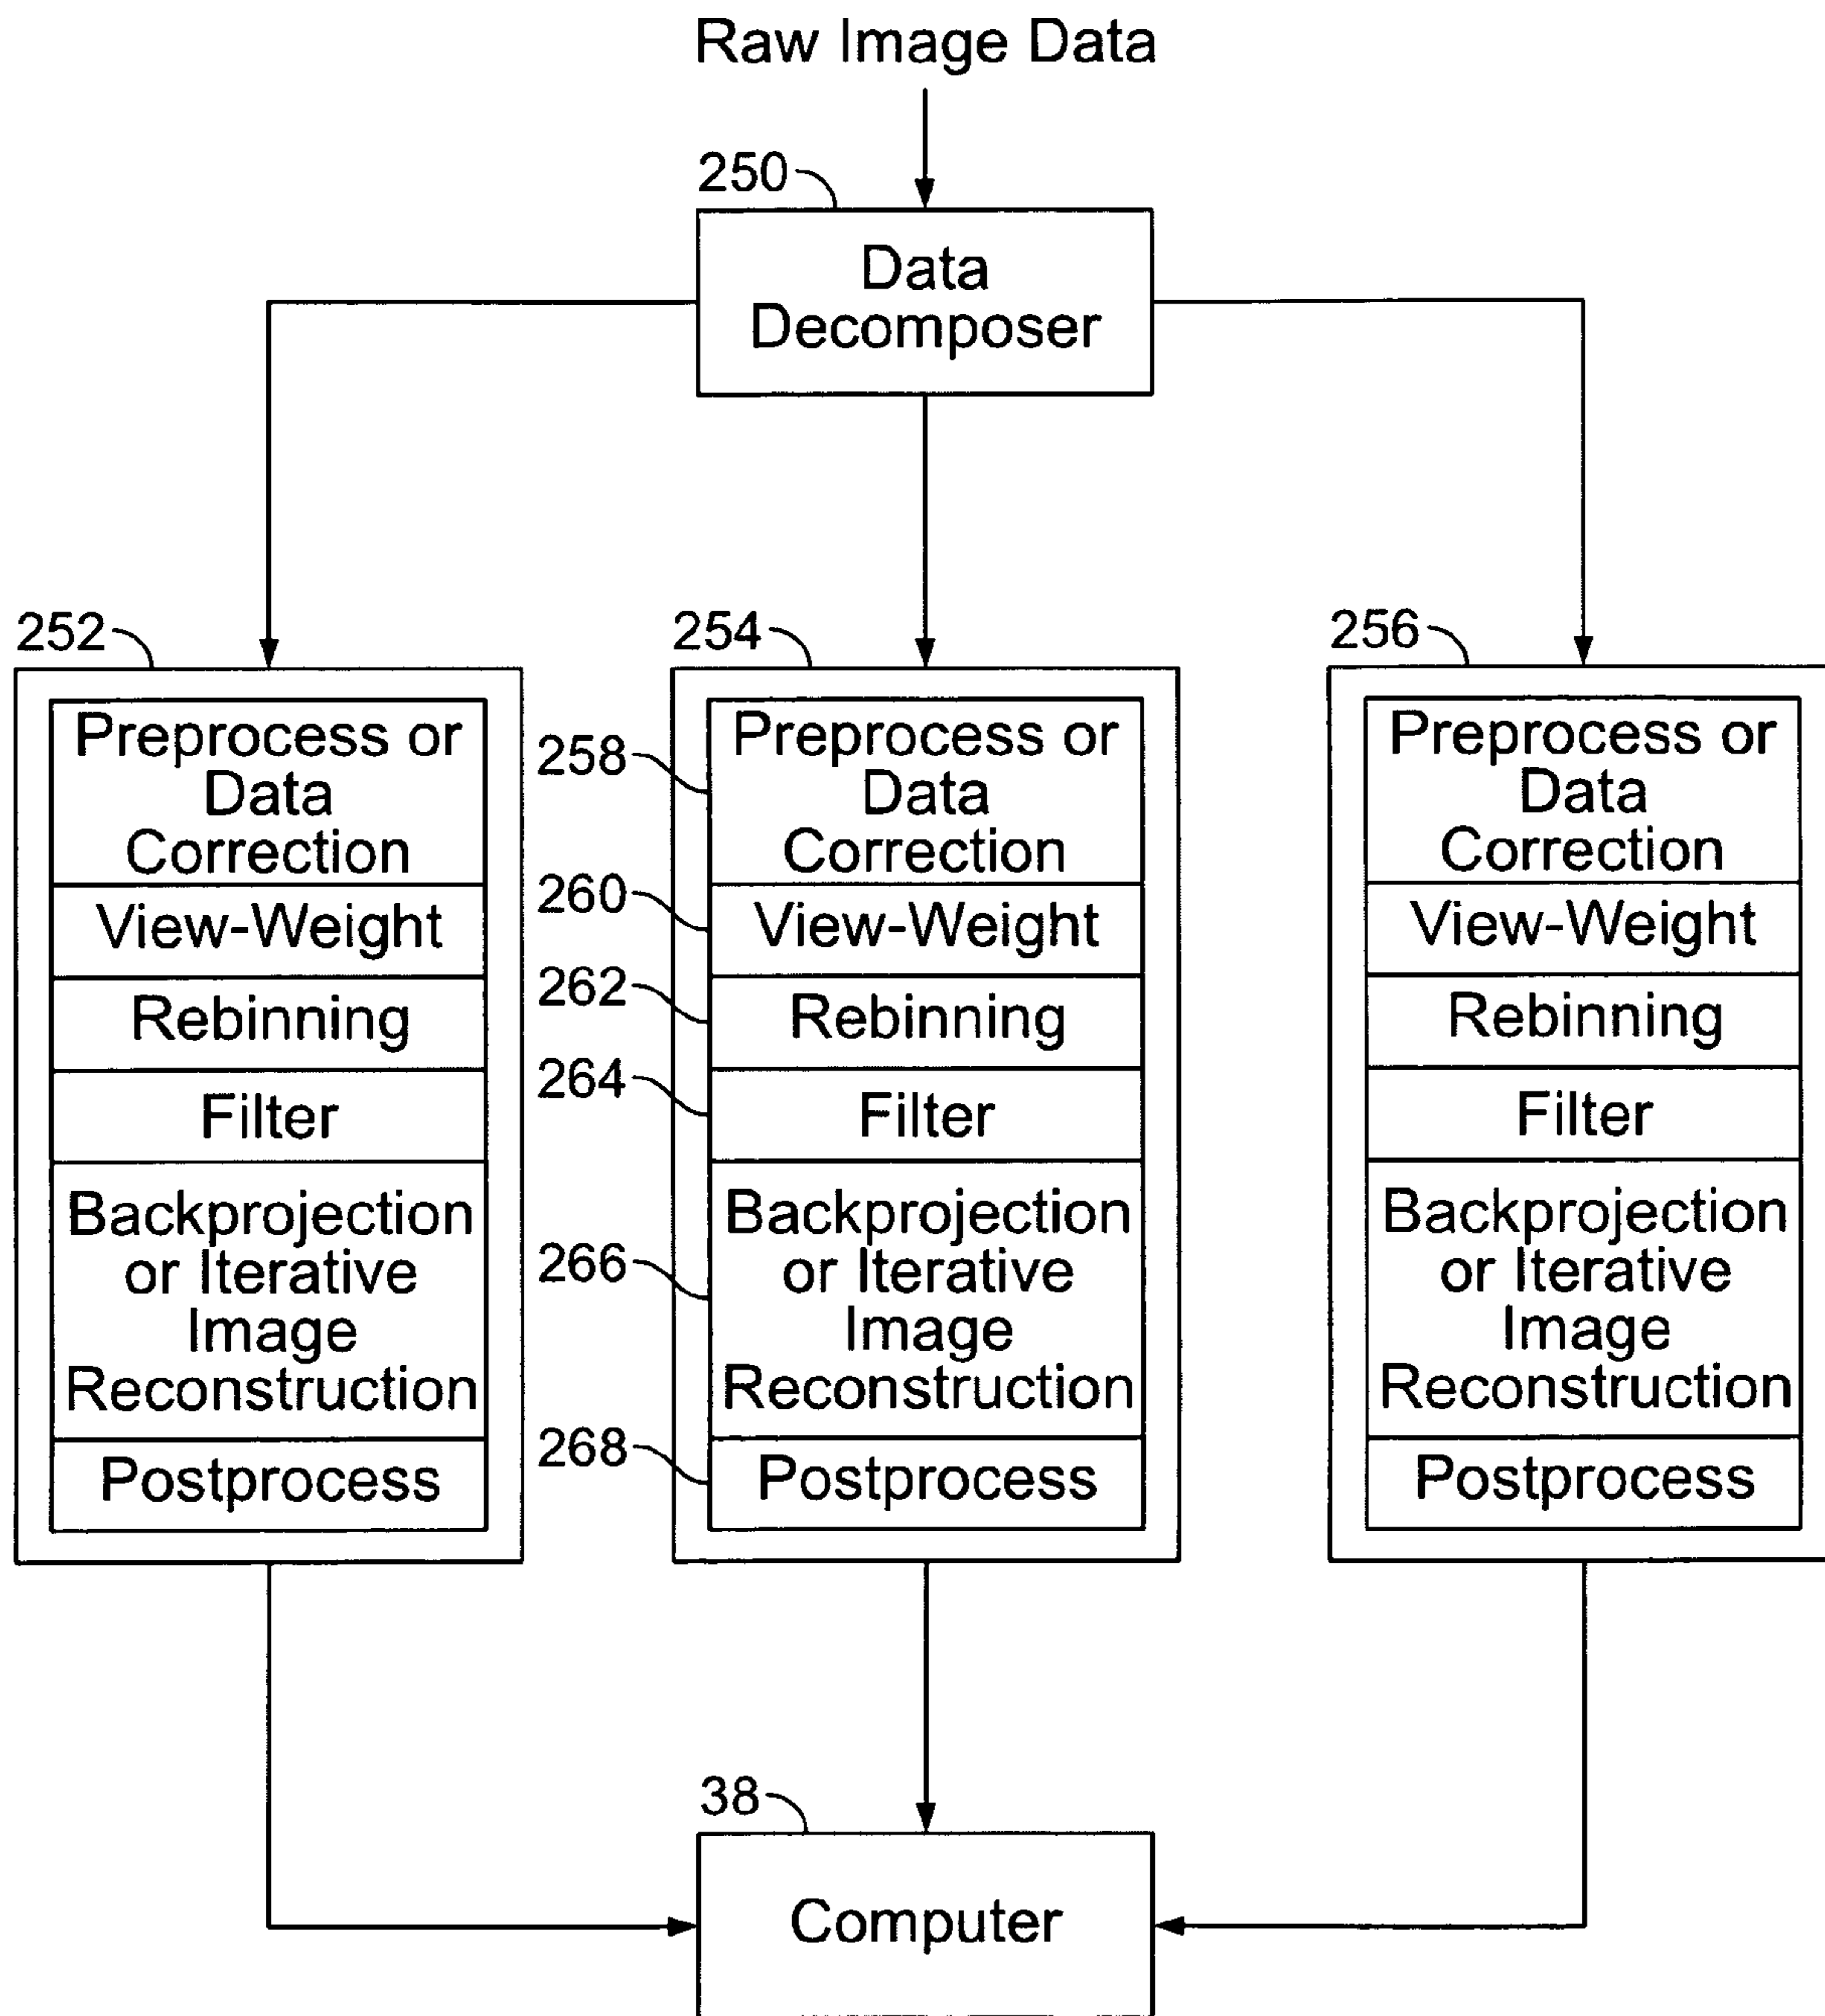 Raw Image Data
250
Data
Decomposer
252
Preprocess or
Data
Correction
View-Weight
Rebinning
Filter
Backprojection
or Iterative
Image
Reconstruction
Postprocess
254
258
Preprocess or
Data
Correction
260
View-Weight
262
Rebinning
264
Filter
266
Backprojection
or Iterative
Image
Reconstruction
268
Postprocess
256
Preprocess or
Data
Correction
View-Weight
Rebinning
Filter
Backprojection
or Iterative
Image
Reconstruction
Postprocess
38
Computer